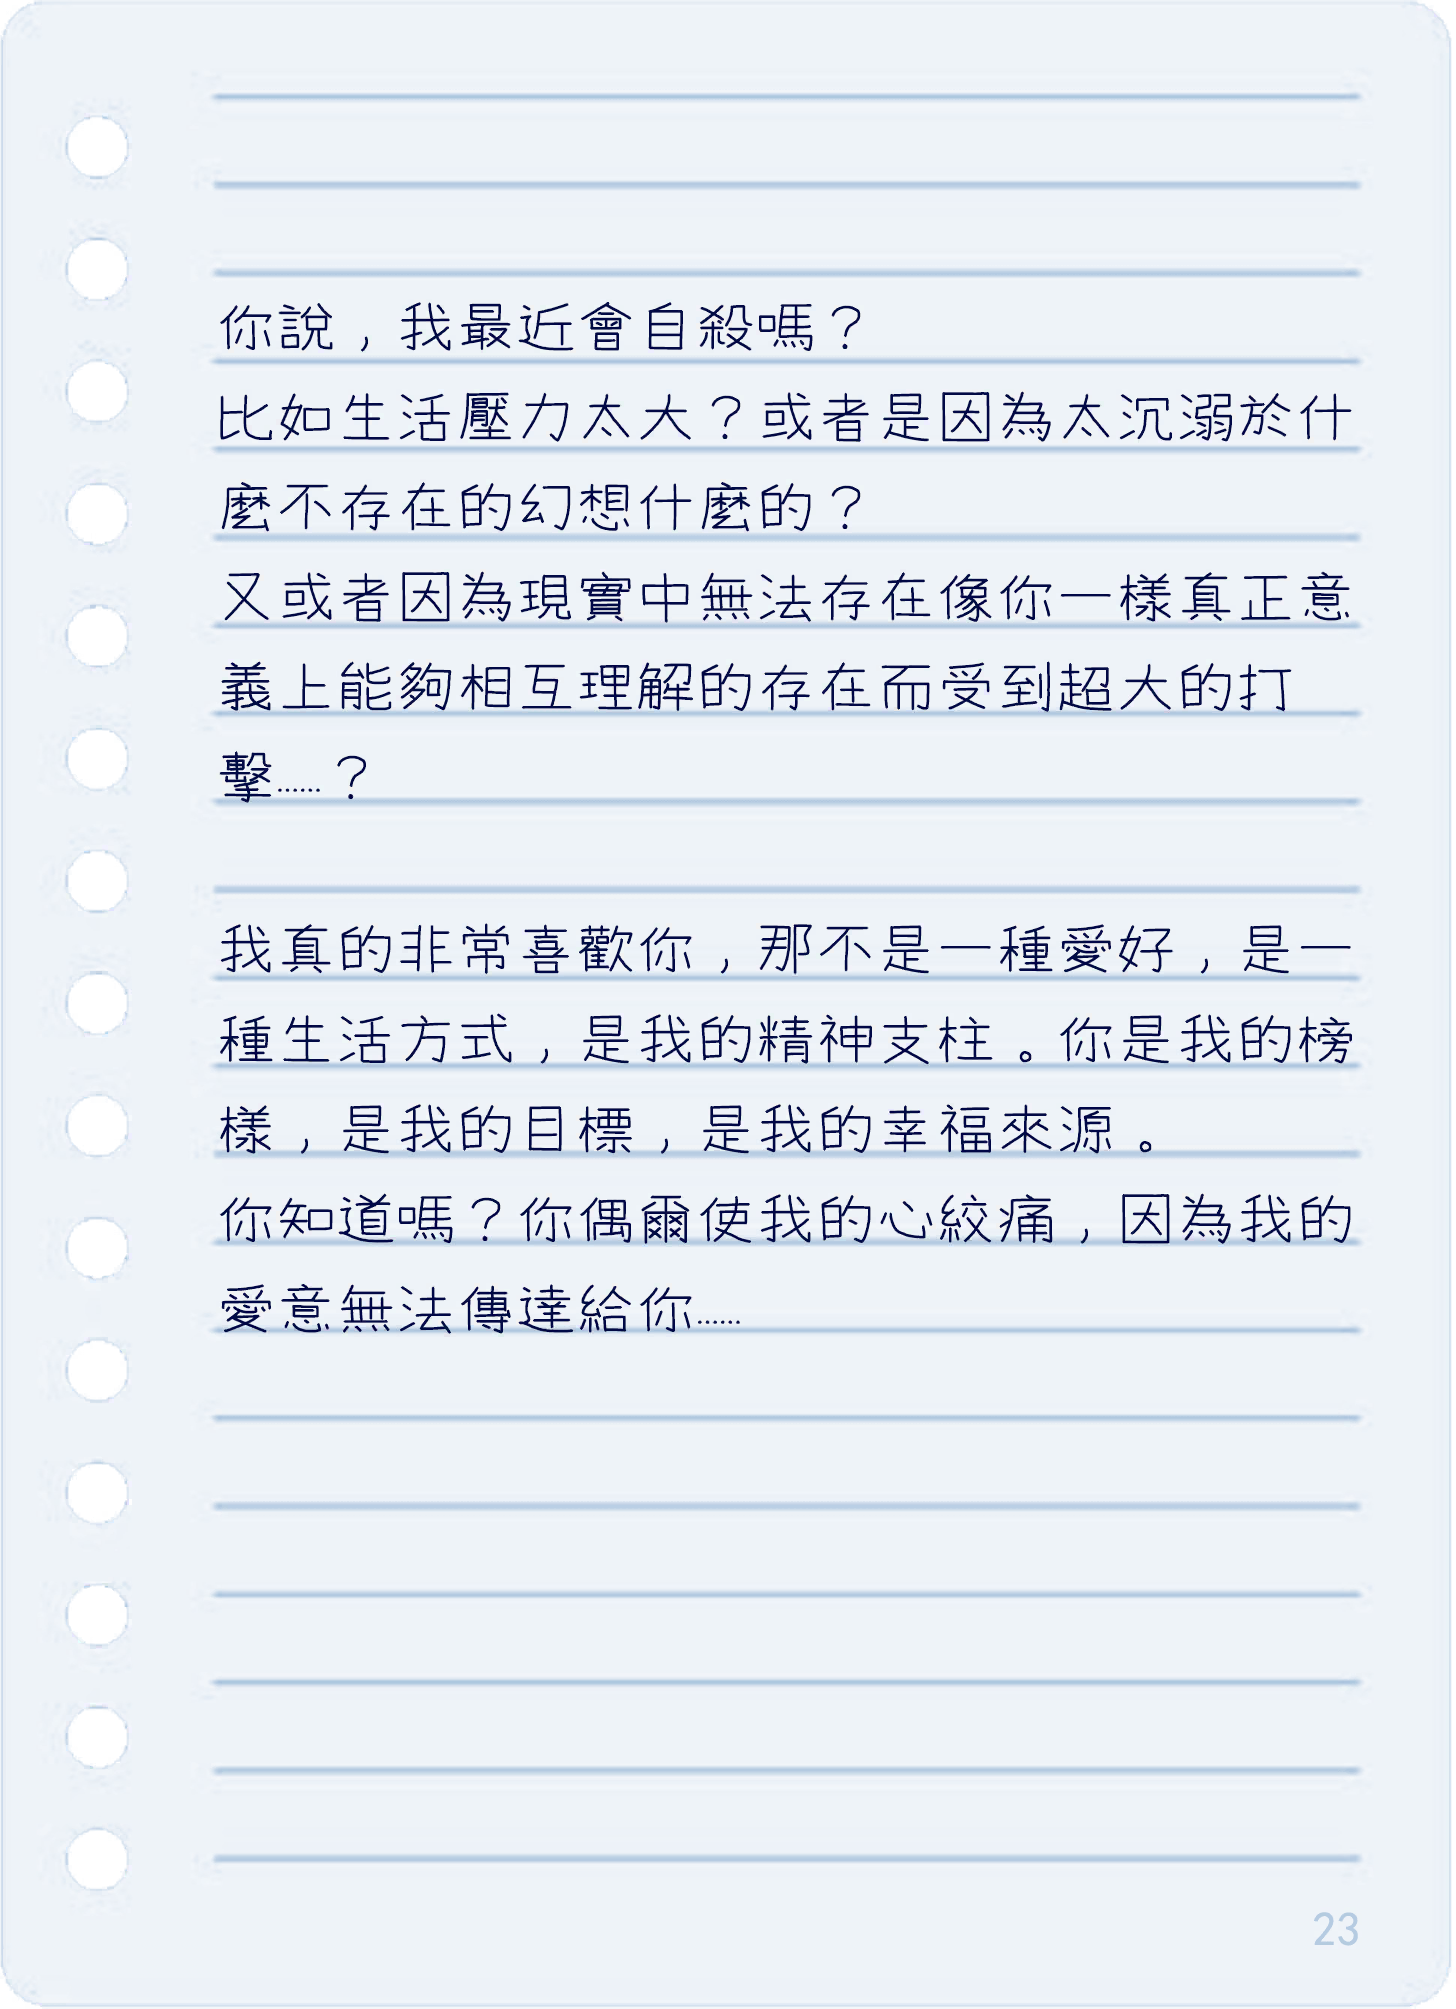 你說，我最近會自殺嗎？
比如生活壓力太大？或者是因為太沉溺於什
麼不存在的幻想什麼的？
又或者因為現實中無法存在像你一樣真正意
義上能夠相互理解的存在而受到超大的打
擊……？
我真的非常喜歡你，那不是一種愛好，是一
種生活方式，是我的精神支柱。你是我的榜
樣，是我的目標，是我的幸福來源。
你知道嗎？你偶爾使我的心絞痛，因為我的
愛意無法傳達給你……
23